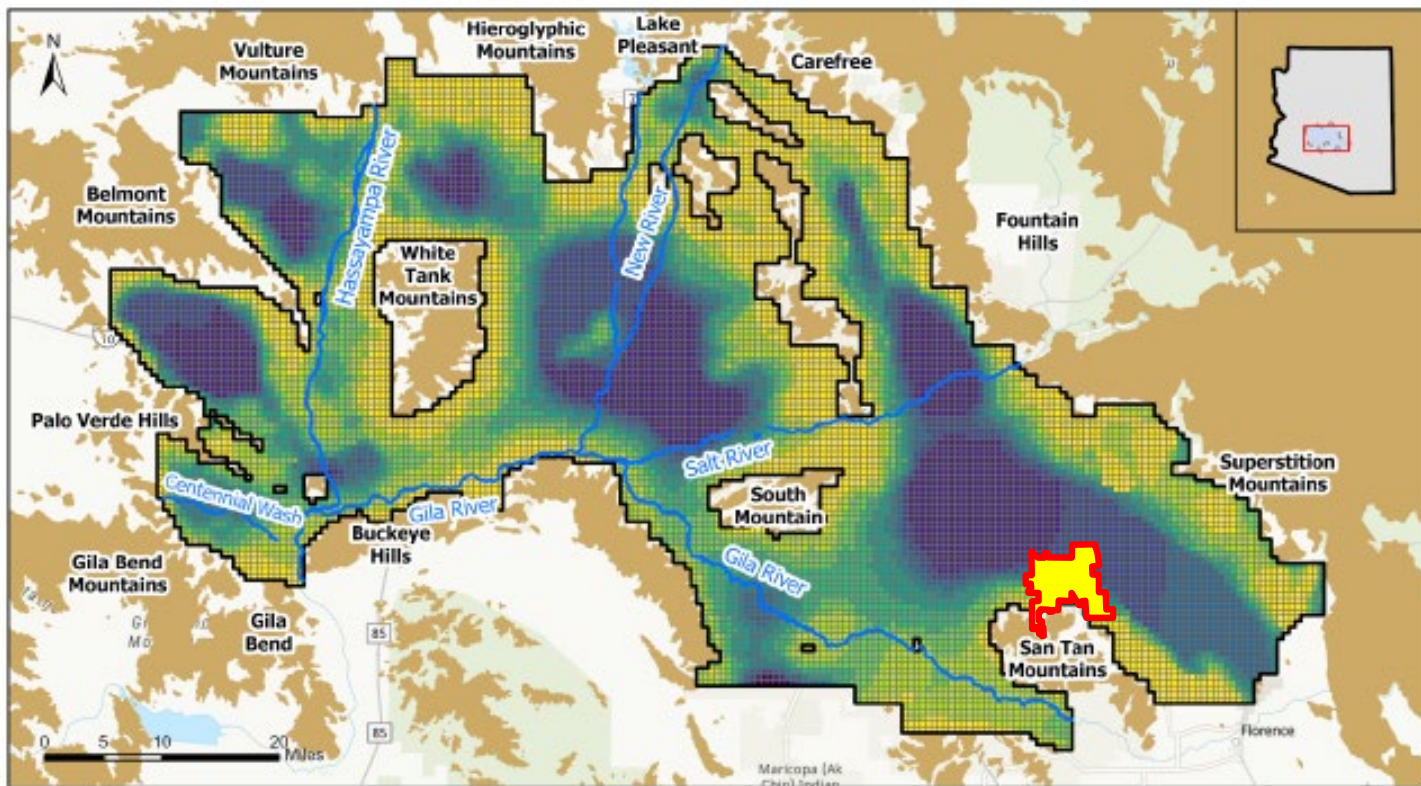 N
Vulture
Mountains
Hieroglyphic
Mountains
Lake
Pleasant
Carefree
Belmont
Mountains
Hassayampa River
New River
White
Tank
Mountains
Fountain
Hills
10
Palo Verde Hills
Centennial Wash
Gila River
Salt River
South
Mountain
Superstition
Mountains
Buckeye
Hills
Gila Bend
Mountains
Gila River
Gila
Bend
85
San Tan
Mountains
85
Florence
0 5 10 20
Miles
Maricopa (Ak
Chin) Indian